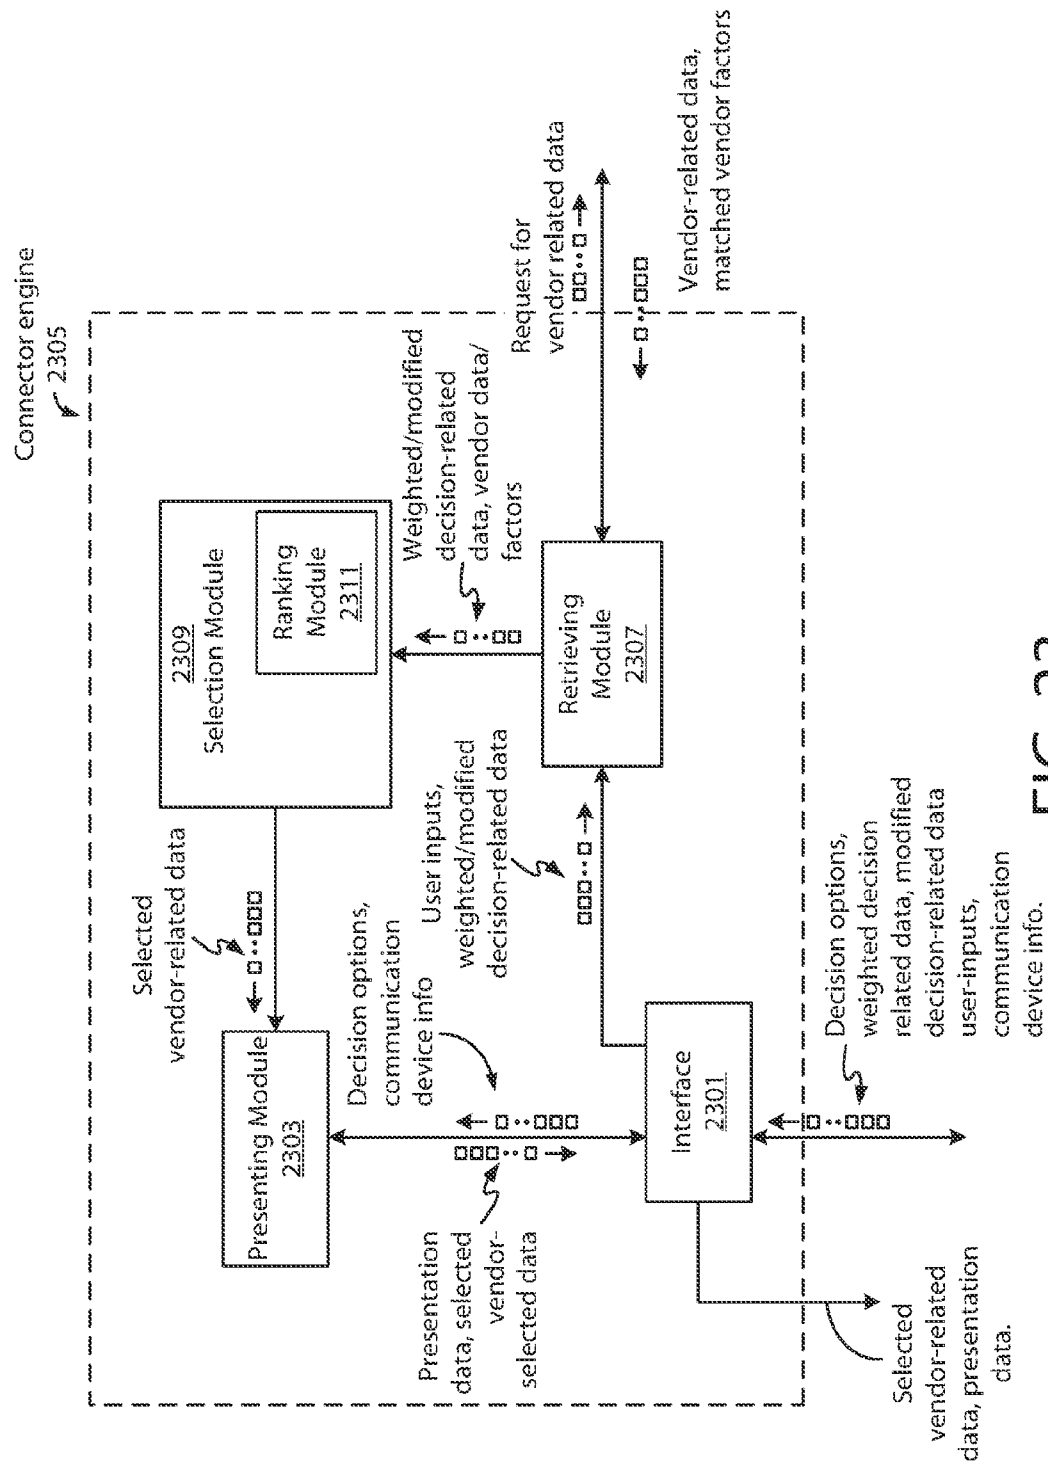 Connector engine
2305
2309
Selection Module
Ranking
Module
2311
Selected
vendor-related data
Weighted/modified
decision-related
data, vendor data/
factors
Request for
vendor related data
Vendor-related data,
matched vendor factors
Presenting Module
2303
Decision options,
communication
device info
User inputs,
weighted/modified
decision-related data
Retrieving
Module
2307
Presentation
data, selected
vendor-
selected data
Interface
2301
Selected
vendor-related
data, presentation
data.
Decision options,
weighted decision
related data, modified
decision-related data
user-inputs,
communication
device info.
FIG.